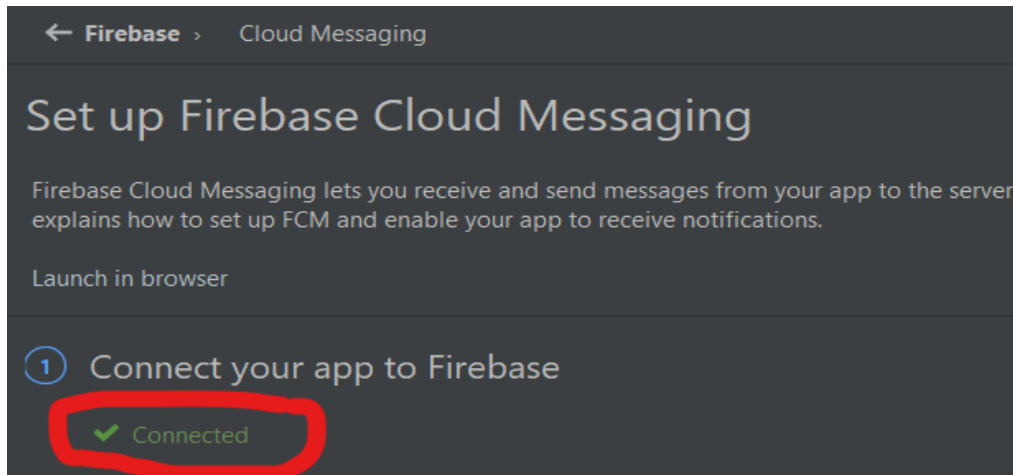 ← Firebase › Cloud Messaging
Set up Firebase Cloud Messaging
Firebase Cloud Messaging lets you receive and send messages from your app to the server
explains how to set up FCM and enable your app to receive notifications.
Launch in browser
1 Connect your app to Firebase
✔ Connected